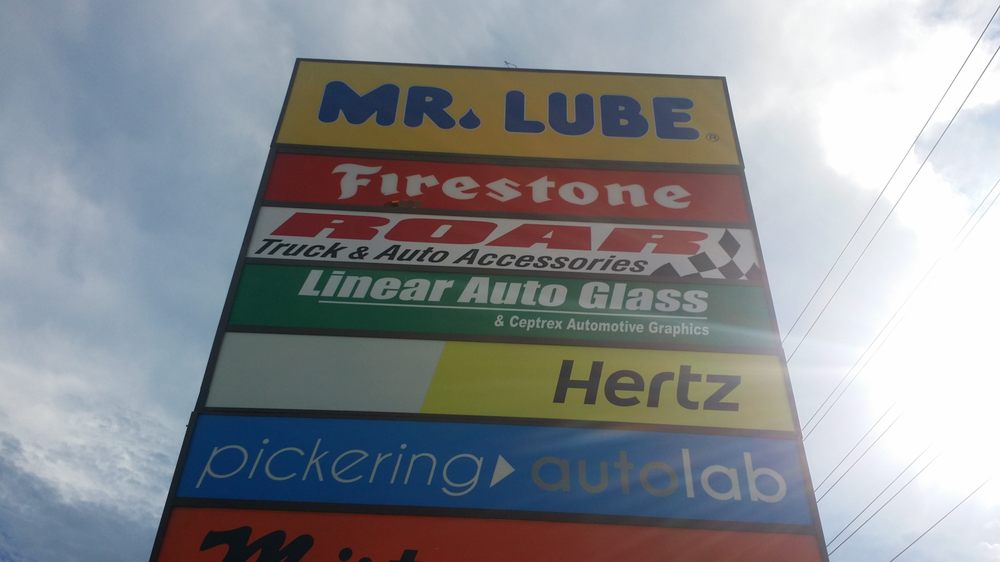 MR. LUBE ®
Firestone
ROAR
Truck & Auto Accessories
Linear Auto Glass
& Ceptrex Automotive Graphics
Hertz
pickering autolab